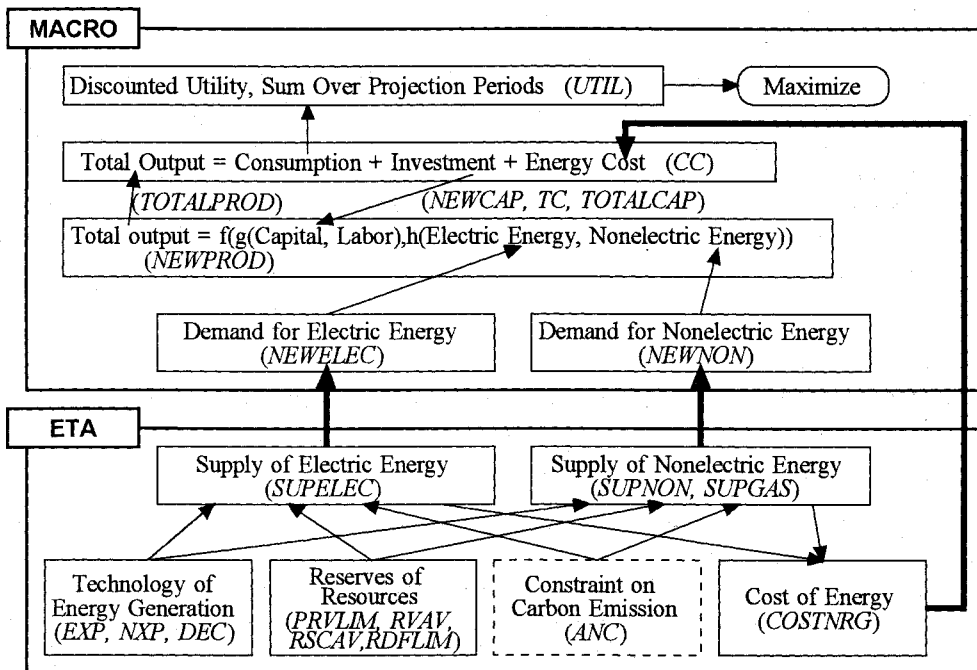 MACRO
Discounted Utility, Sum Over Projection Periods (UTIL)
Maximize
Total Output = Consumption + Investment + Energy Cost (CC)
(TOTALPROD)
(NEWCAP, TC, TOTALCAP)
Total output = f(g(Capital, Labor),h(Electric Energy, Nonelectric Energy))
(NEWPROD)
Demand for Electric Energy
(NEWELEC)
Demand for Nonelectric Energy
(NEWNON)
ETA
Supply of Electric Energy
(SUPELEC)
Supply of Nonelectric Energy
(SUPNON, SUPGAS)
Technology of
Energy Generation
(EXP, NXP, DEC)
Reserves of
Resources
(PRVLIM, RVAV,
RSCAV,RDFLIM)
Constraint on
Carbon Emission
(ANC)
Cost of Energy
(COSTNRG)